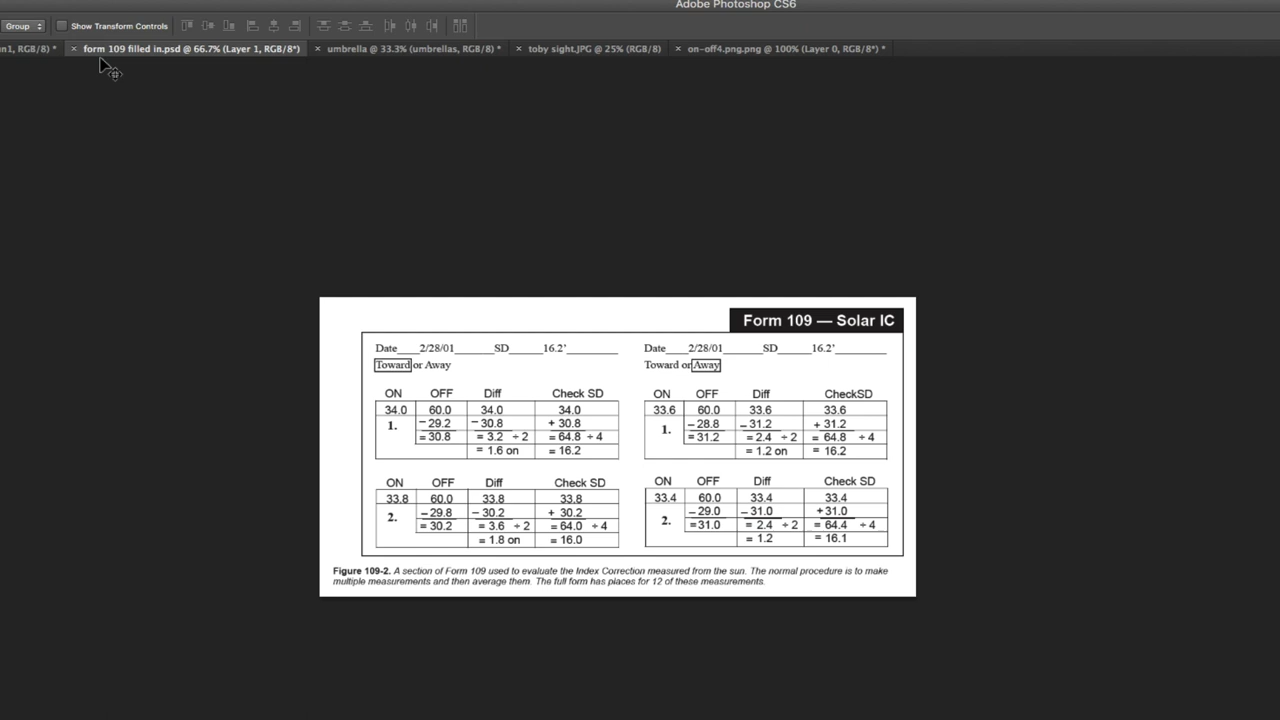 Adobe Photoshop CS6
Group Show Transform Controls
an1, RGB/8) * × form 109 filled in.psd @ 66.7% (Layer 1, RGB/8*) × umbrella @ 33.3% (umbrellas, RGB/8) * × toby sight.JPG @ 25% (RGB/8) × on-off4.png.png @ 100% (Layer 0, RGB/8*) *
Form 109 — Solar IC
Date____2/28/01______SD_____16.2’________
Toward or Away
ON OFF Diff Check SD
34.0 60.0 34.0 34.0
1. – 29.2 – 30.8 + 30.8
= 30.8 = 3.2 ÷ 2 = 64.8 ÷ 4
= 1.6 on = 16.2
ON OFF Diff Check SD
33.8 60.0 33.8 33.8
2. – 29.8 – 30.2 + 30.2
= 30.2 = 3.6 ÷ 2 = 64.0 ÷ 4
= 1.8 on = 16.0
Date____2/28/01______SD_____16.2’________
Toward or Away
ON OFF Diff CheckSD
33.6 60.0 33.6 33.6
1. – 28.8 – 31.2 + 31.2
= 31.2 = 2.4 ÷ 2 = 64.8 ÷ 4
= 1.2 on = 16.2
ON OFF Diff Check SD
33.4 60.0 33.4 33.4
2. – 29.0 – 31.0 + 31.0
= 31.0 = 2.4 ÷ 2 = 64.4 ÷ 4
= 1.2 = 16.1
Figure 109-2. A section of Form 109 used to evaluate the Index Correction measured from the sun. The normal procedure is to make
multiple measurements and then average them. The full form has places for 12 of these measurements.